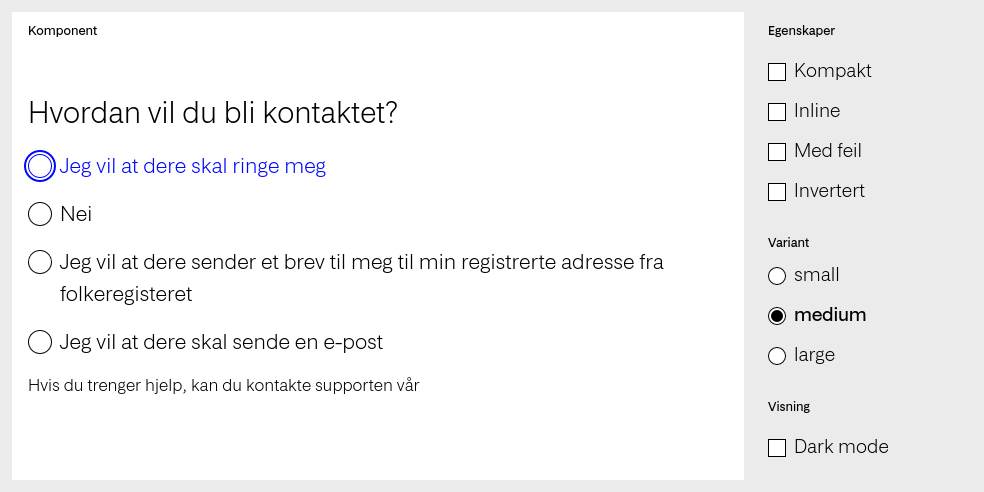 Komponent
Hvordan vil du bli kontaktet?
Jeg vil at dere skal ringe meg
Nei
Jeg vil at dere sender et brev til meg til min registrerte adresse fra
folkeregisteret
Jeg vil at dere skal sende en e-post
Hvis du trenger hjelp, kan du kontakte supporten vår
Egenskaper
Kompakt
Inline
Med feil
Invertert
Variant
small
medium
large
Visning
Dark mode